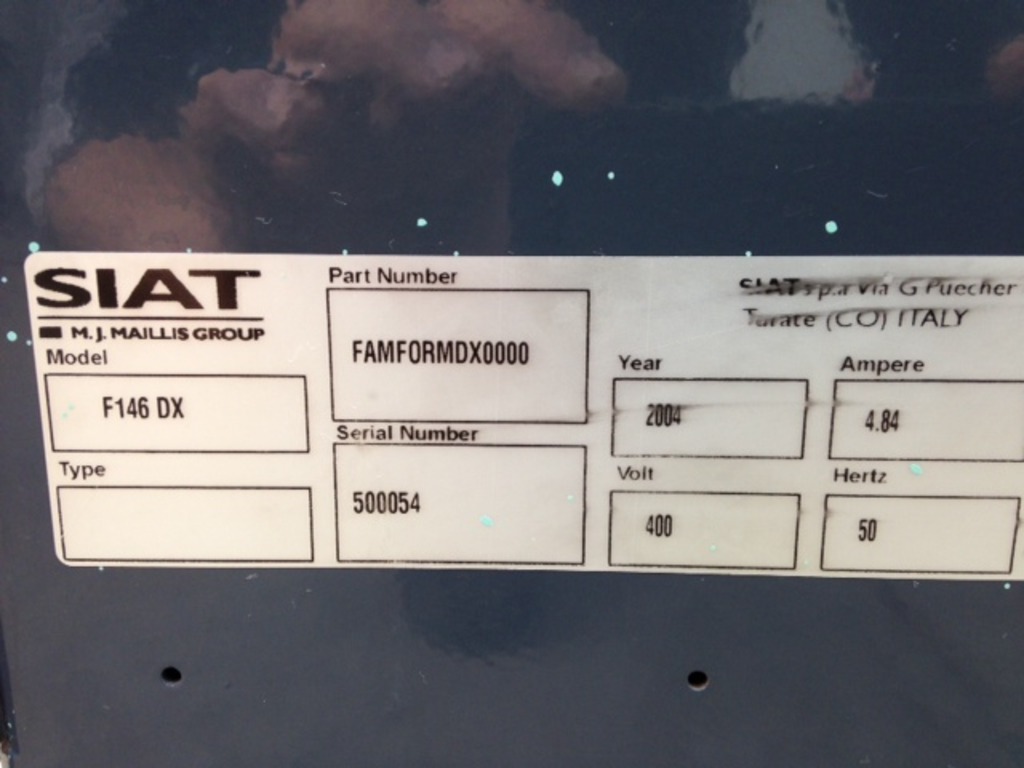 SIAT
M.J. MAILLIS GROUP
Model
F146 DX
Type
Part Number
FAMFORMDX0000
Serial Number
500054
SIAT s.p.a Via G Puecher
Turate (CO) ITALY
Year
2004
Ampere
4.84
Volt
400
Hertz
50